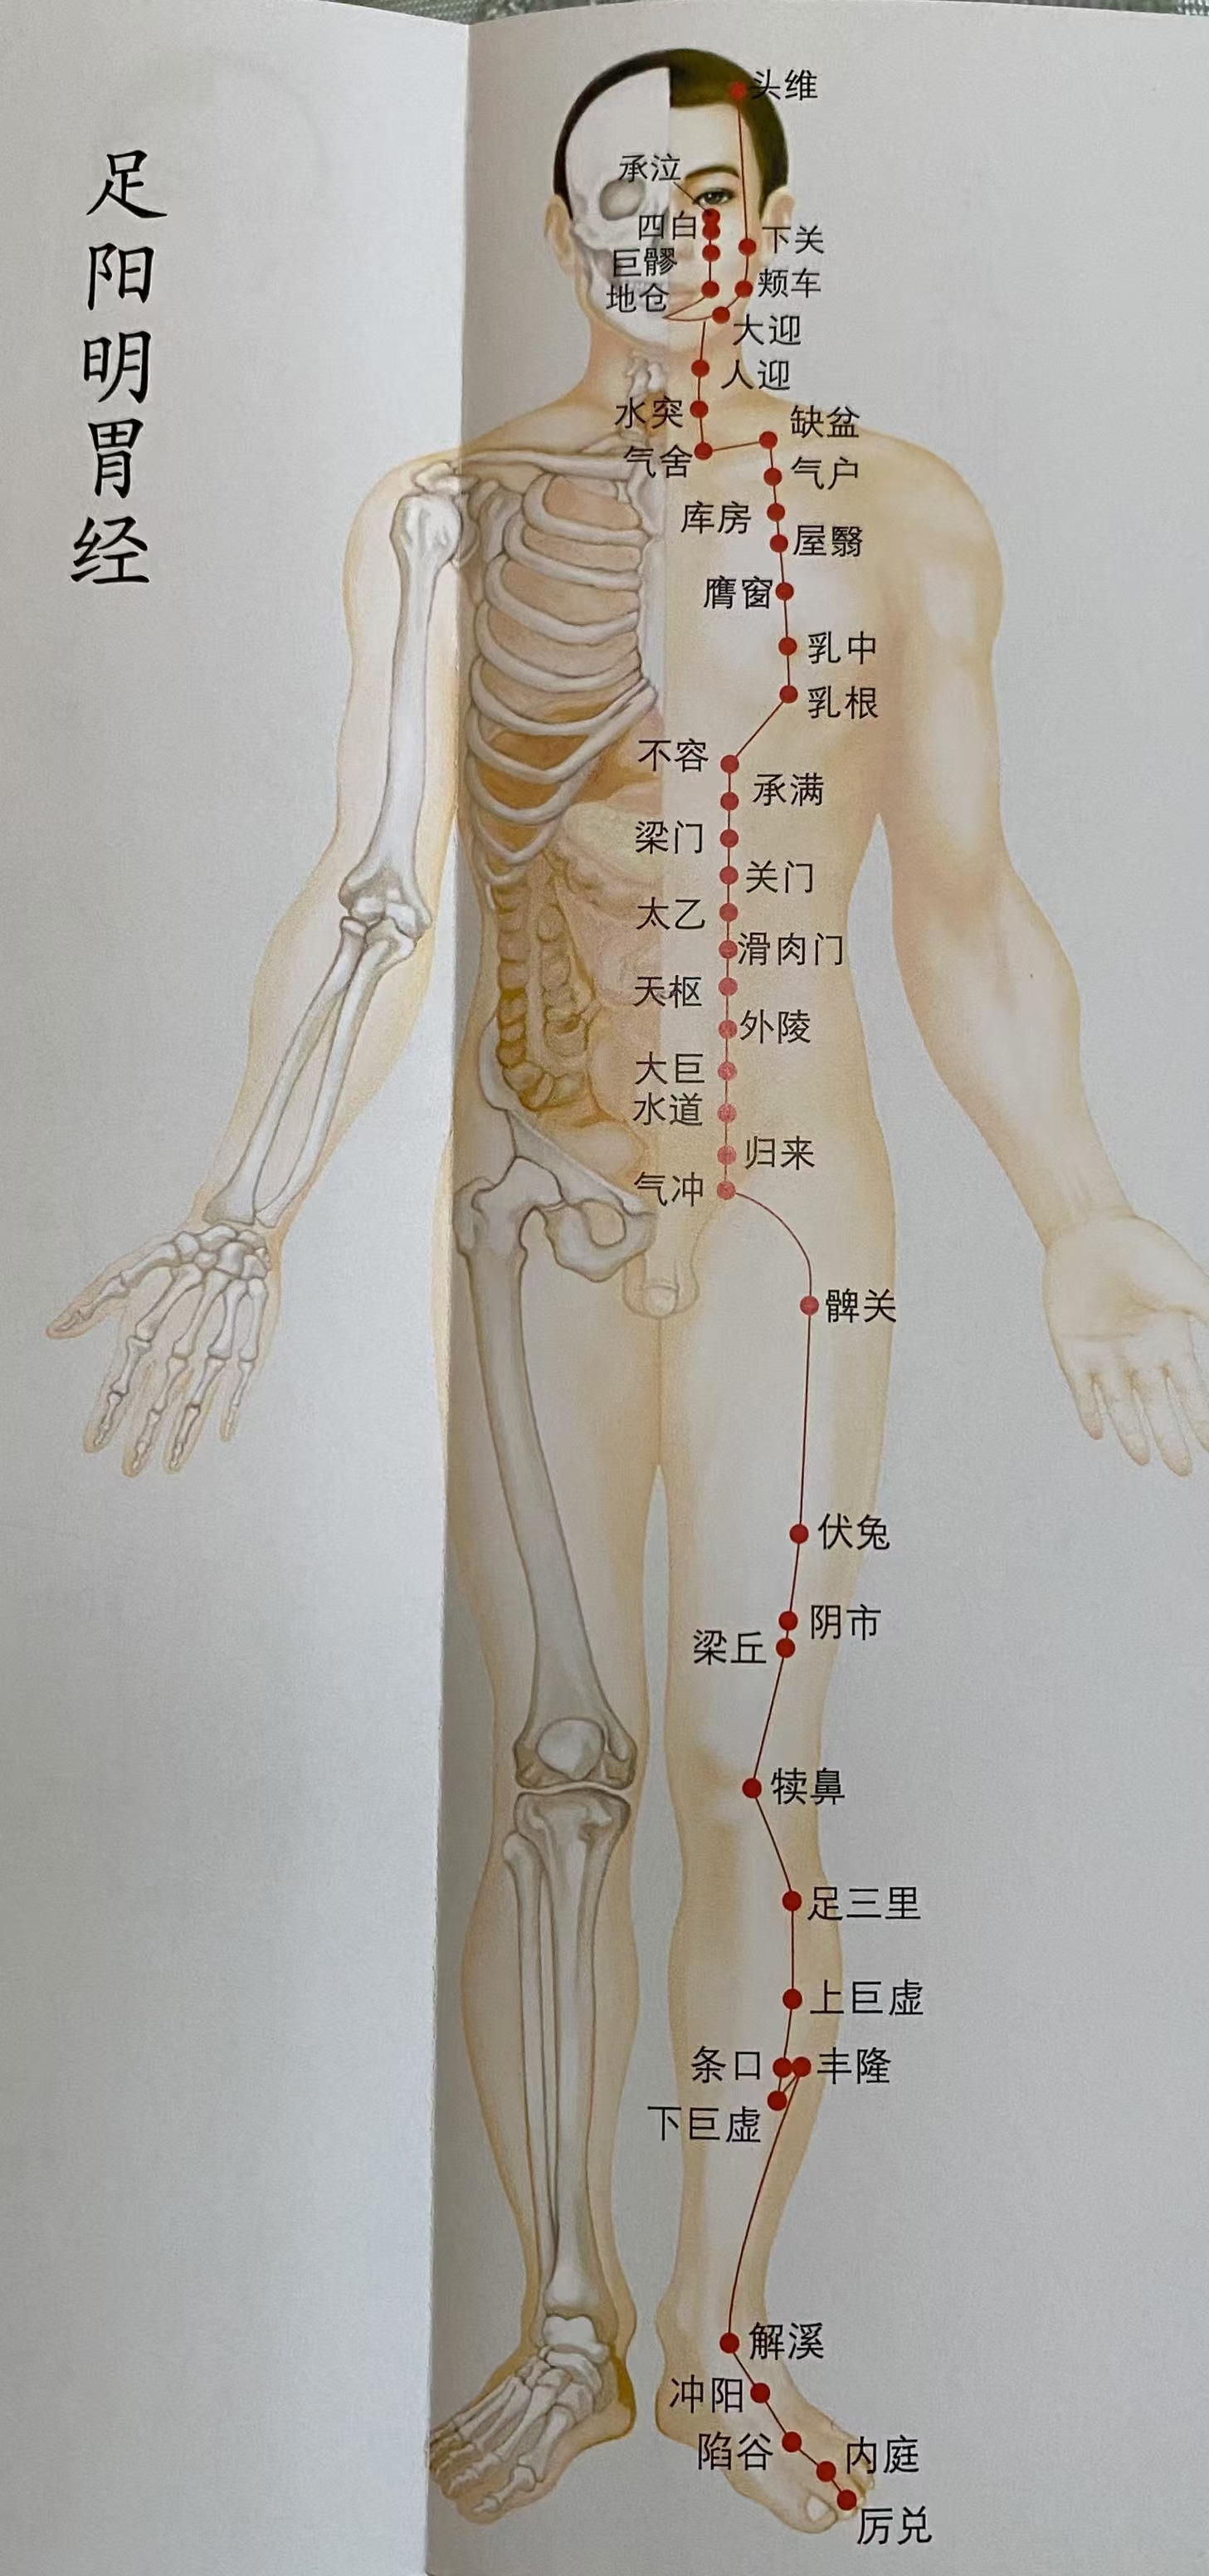 足阳明胃经
头维
承泣
四白
下关
巨髎
颊车
地仓
大迎
人迎
水突
缺盆
气舍
气户
库房
屋翳
膺窗
乳中
乳根
不容
承满
梁门
关门
太乙
滑肉门
天枢
外陵
大巨
水道
归来
气冲
髀关
伏兔
阴市
梁丘
犊鼻
足三里
上巨虚
条口
丰隆
下巨虚
解溪
冲阳
陷谷
内庭
厉兑